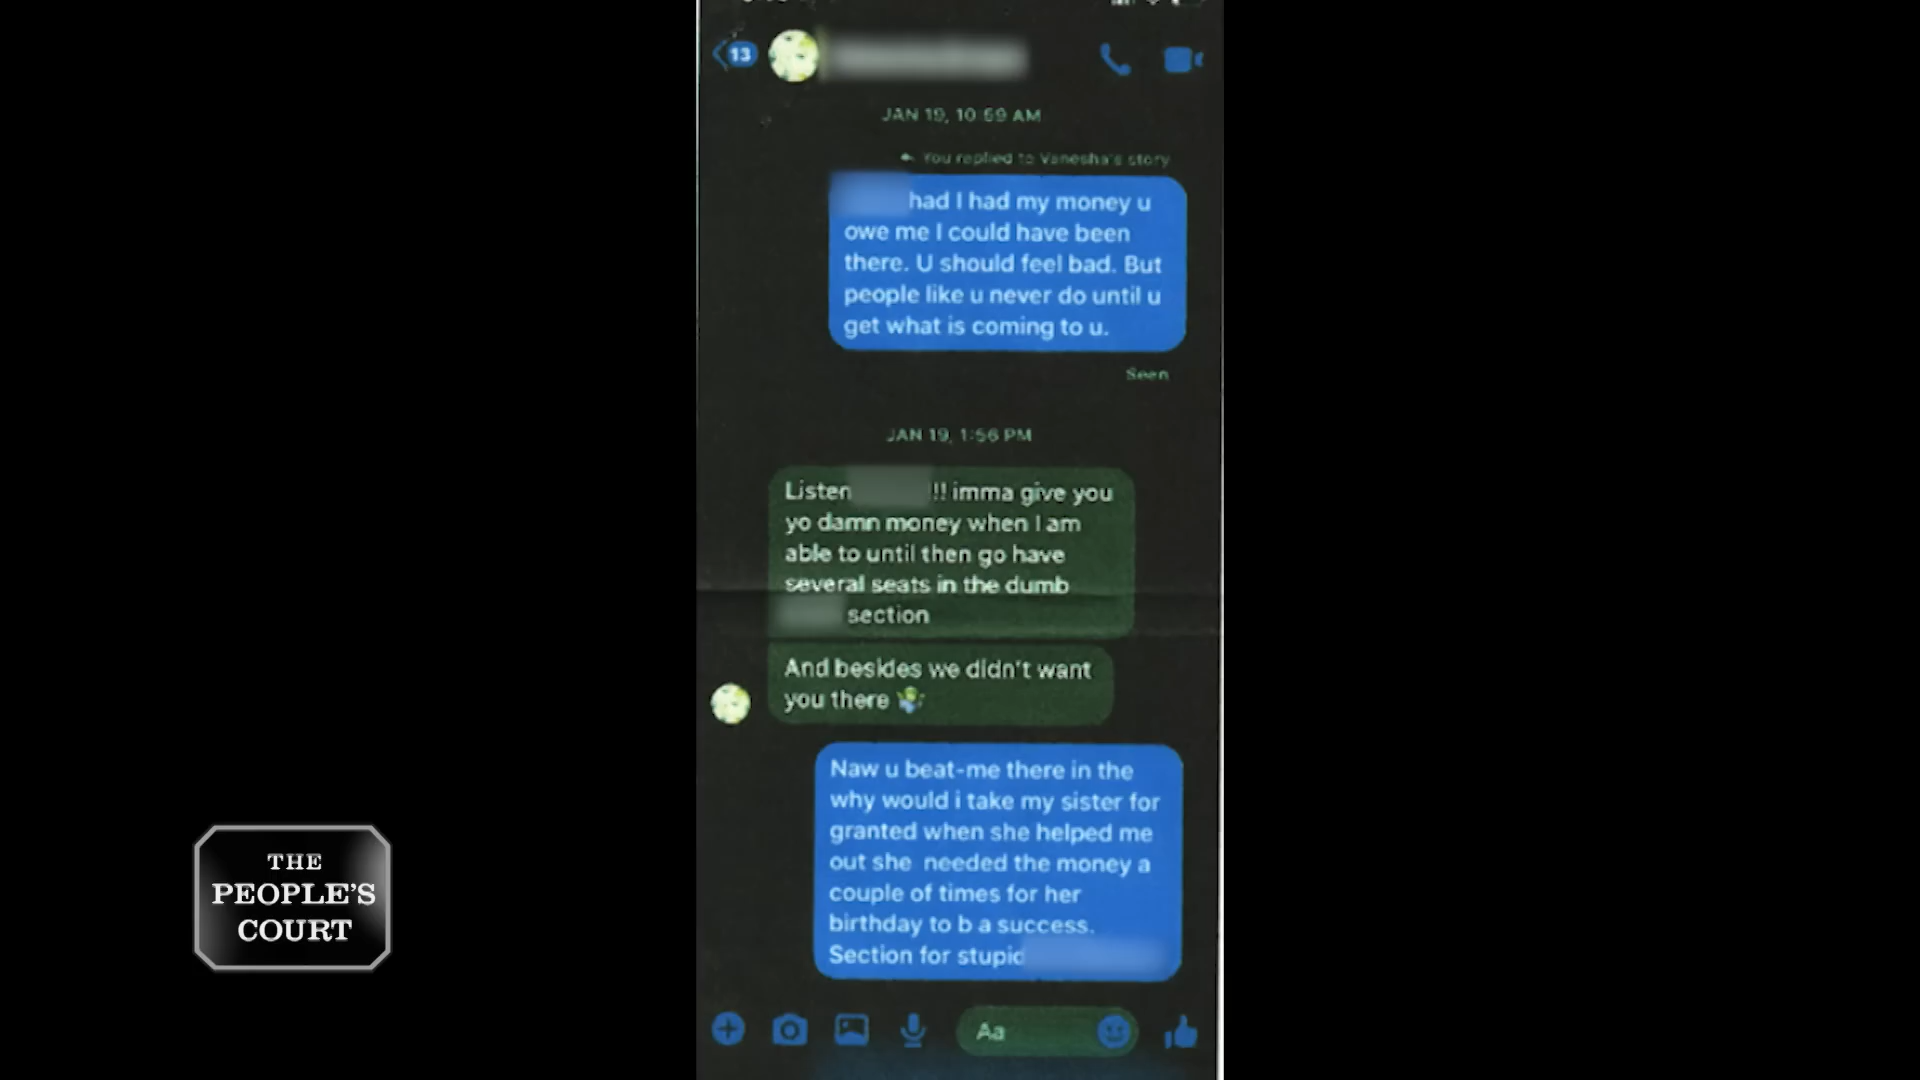 13
JAN 19, 10:59 AM
You replied to Vanesha's story
had I had my money u
owe me I could have been
there. U should feel bad. But
people like u never do until u
get what is coming to u.
Seen
JAN 19, 1:56 PM
Listen !! imma give you
yo damn money when I am
able to until then go have
several seats in the dumb
section
And besides we didn't want
you there
Naw u beat-me there in the
why would i take my sister for
granted when she helped me
out she needed the money a
couple of times for her
birthday to b a success.
Section for stupid
Aa
THE
PEOPLE'S
COURT